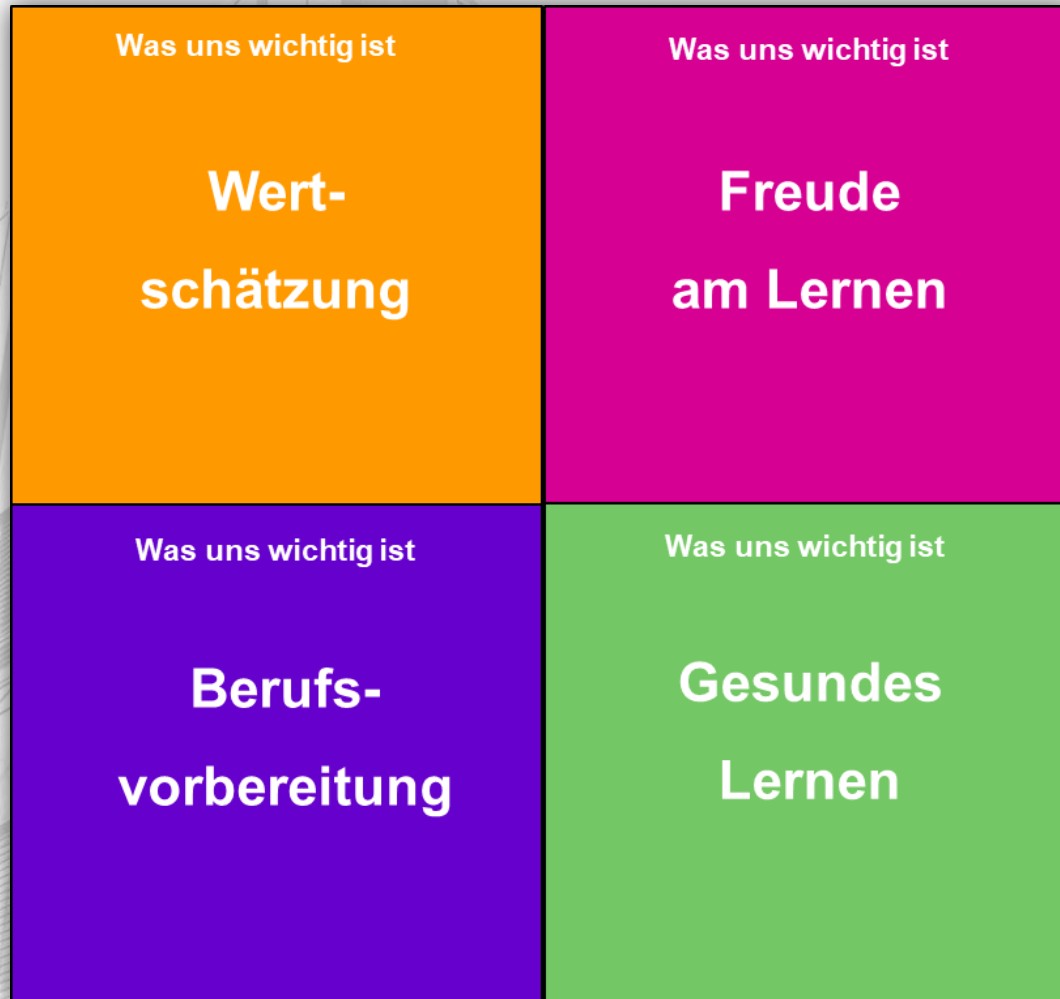 Was uns wichtig ist
Wert-
schätzung
Was uns wichtig ist
Freude
am Lernen
Was uns wichtig ist
Berufs-
vorbereitung
Was uns wichtig ist
Gesundes
Lernen